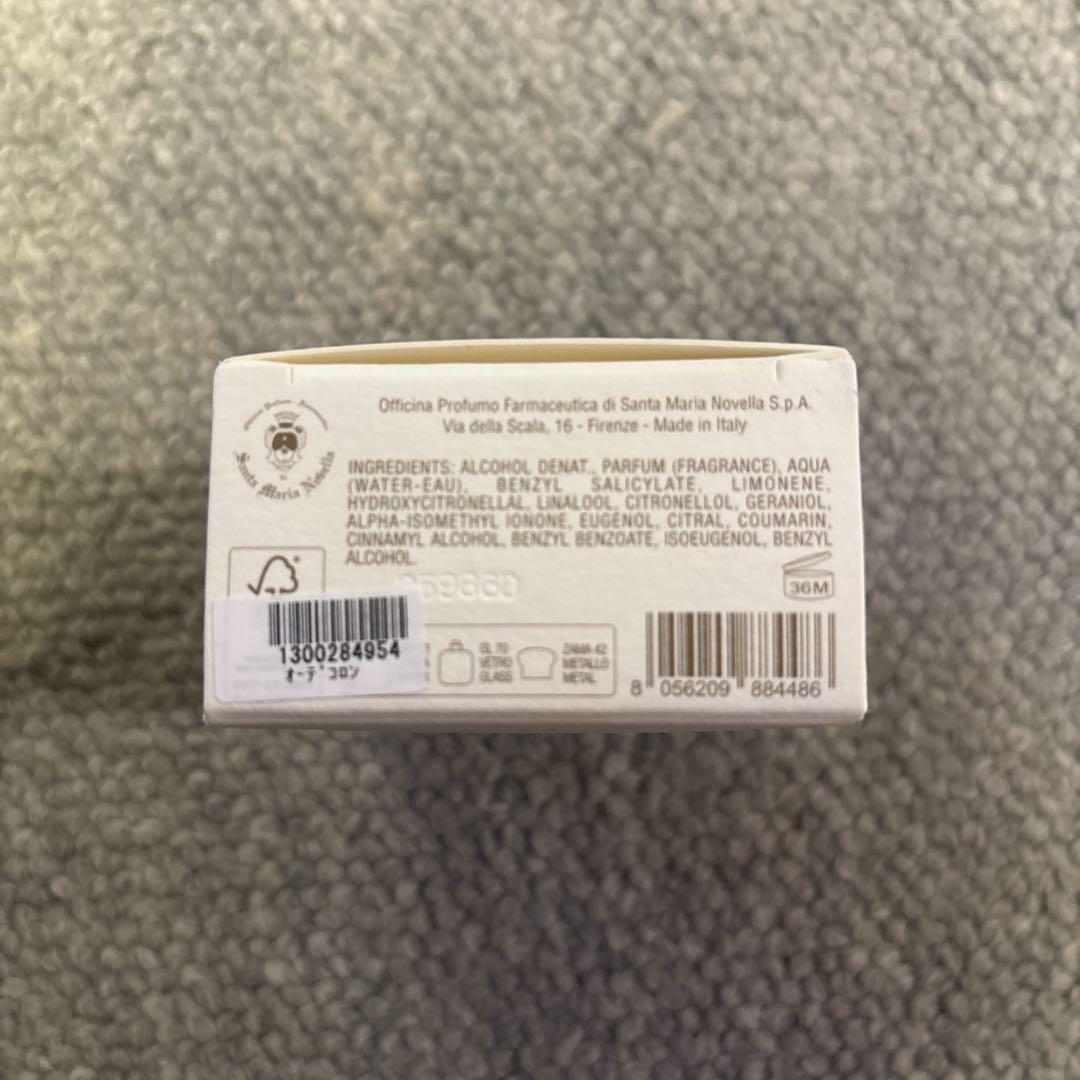 Officina Profumo Farmaceutica di Santa Maria Novella S.p.A.
Via della Scala, 16 - Firenze - Made in Italy
Santa Maria Novella
INGREDIENTS: ALCOHOL DENAT., PARFUM (FRAGRANCE), AQUA
(WATER-EAU), BENZYL SALICYLATE, LIMONENE,
HYDROXYCITRONELLAL, LINALOOL, CITRONELLOL, GERANIOL,
ALPHA-ISOMETHYL IONONE, EUGENOL, CITRAL, COUMARIN,
CINNAMYL ALCOHOL, BENZYL BENZOATE, ISOEUGENOL, BENZYL
ALCOHOL.
36M
1300284954
オーデコロン
GL 70
VETRO
GLASS
ZAMA 42
METALLO
METAL
8 056209 884486